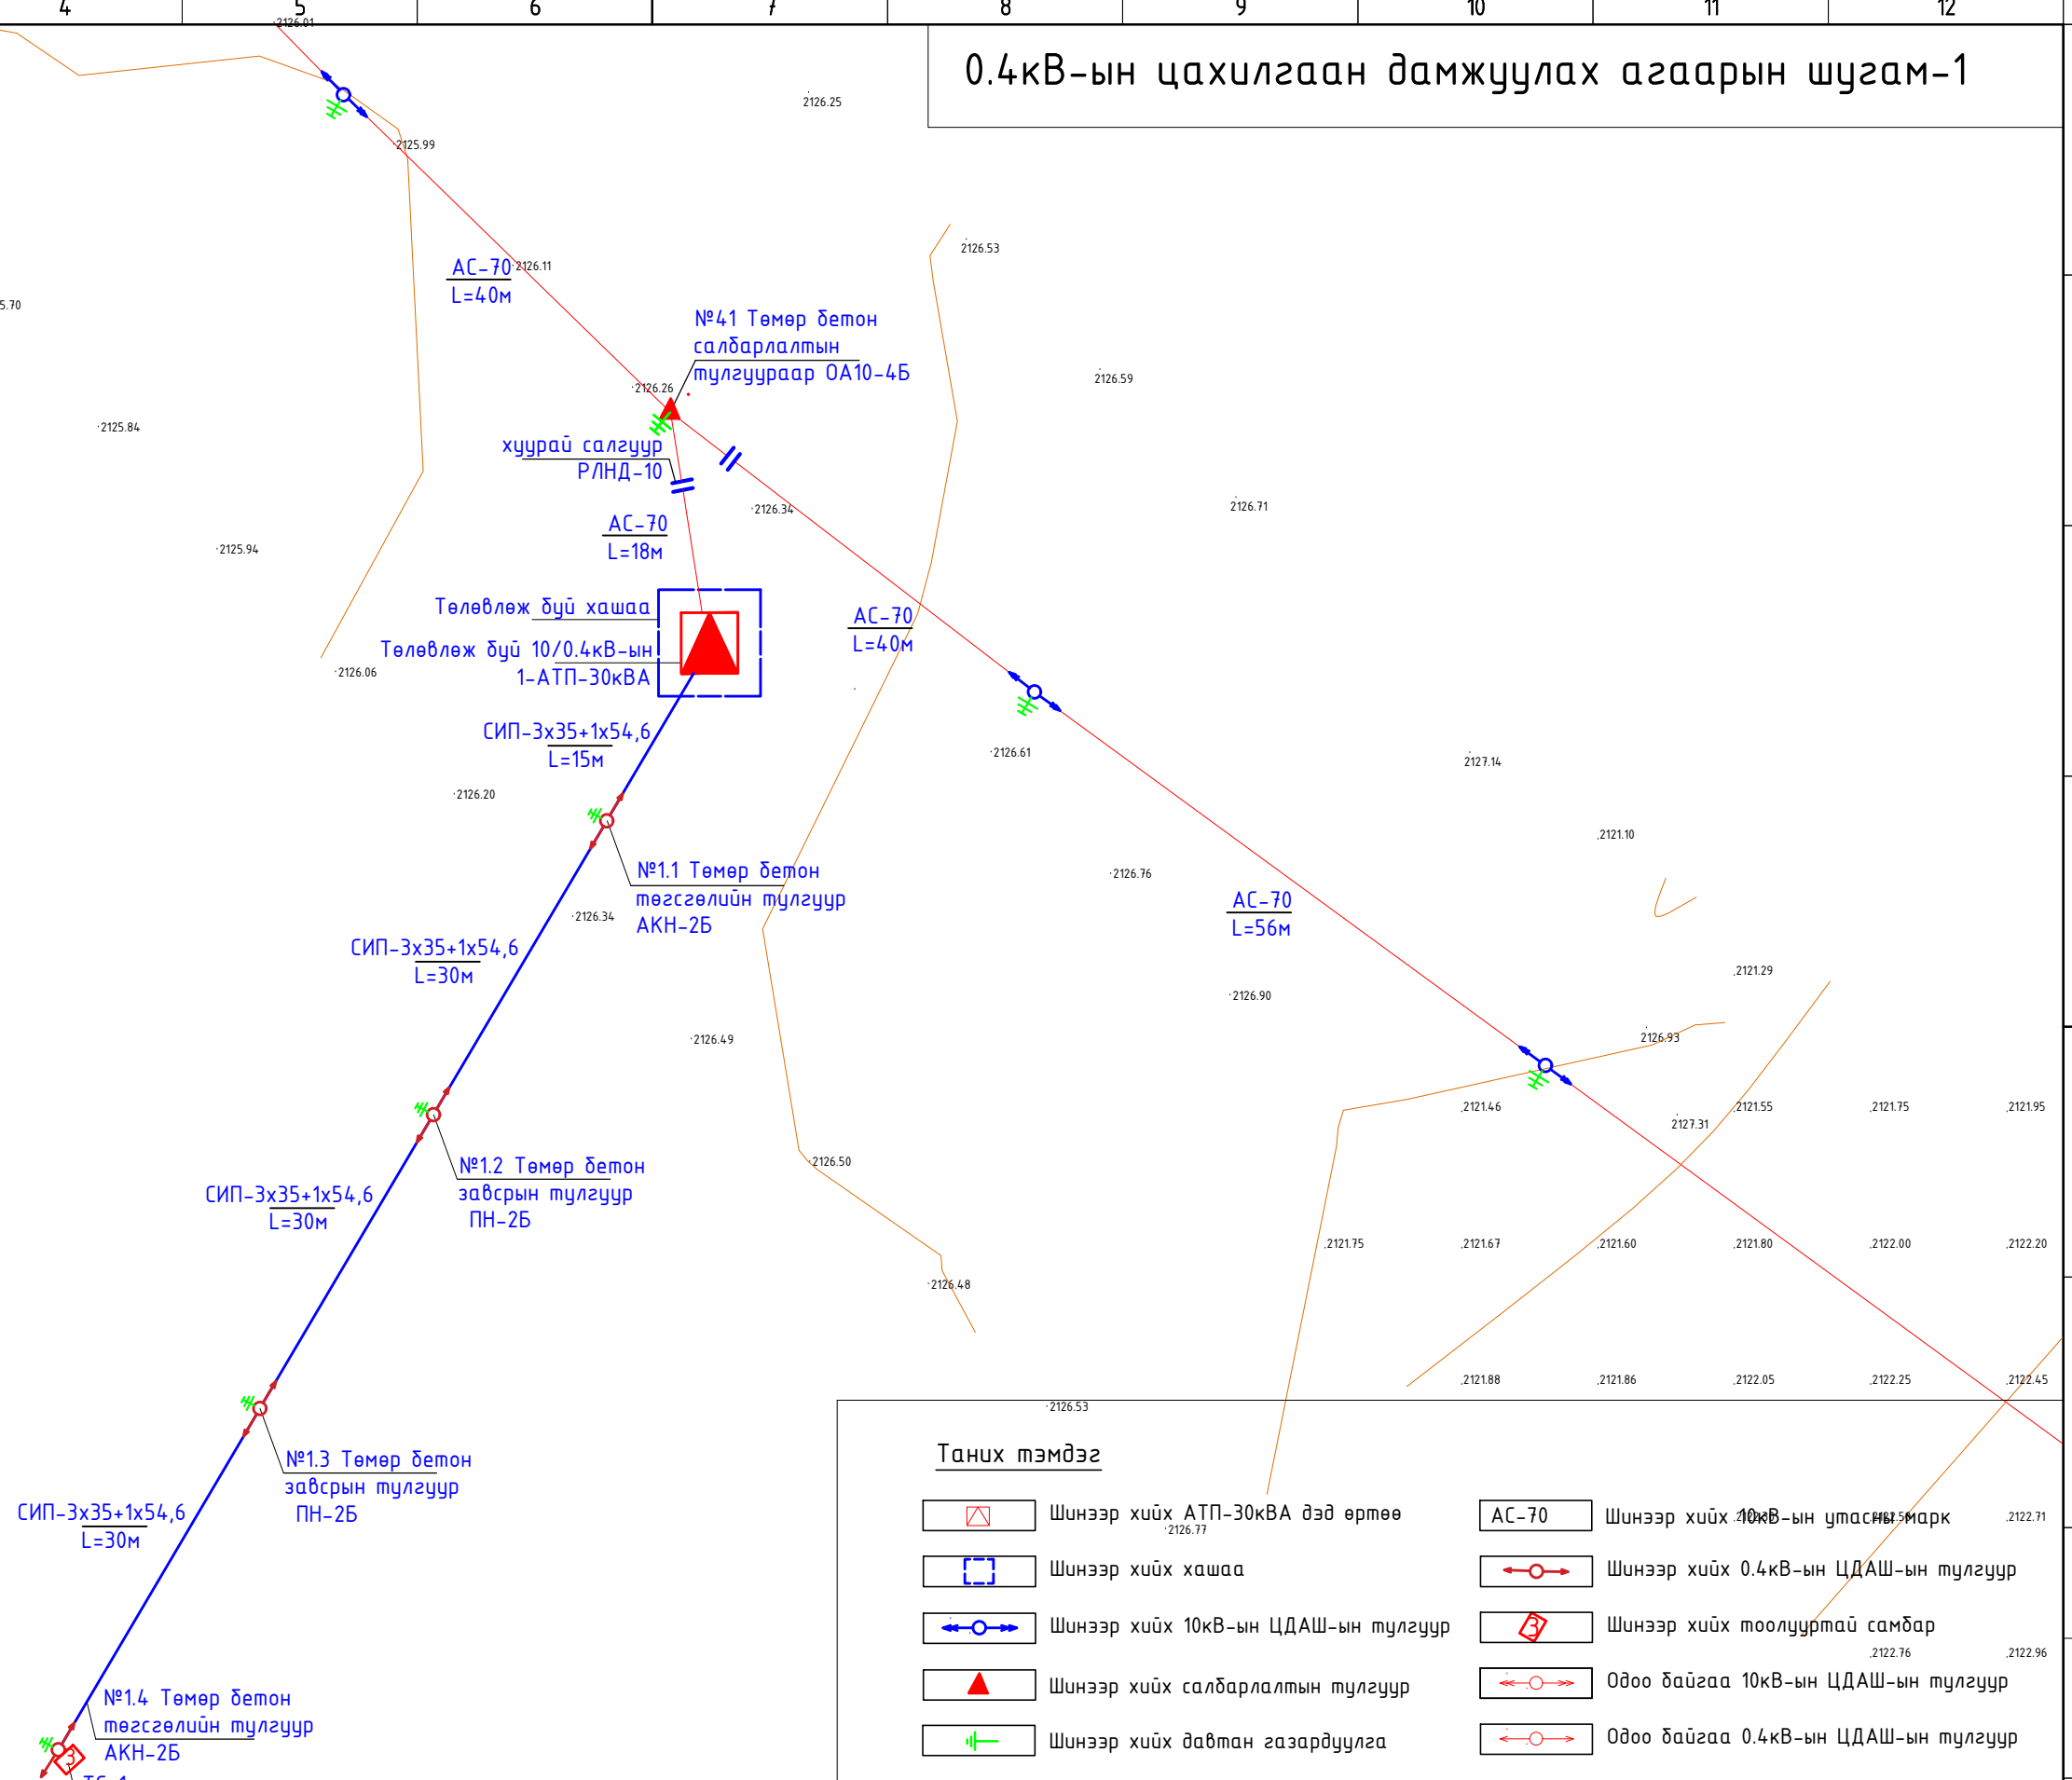 4 5 6 7 8 9 10 11 12
0.4кВ-ын цахилгаан дамжуулах агаарын шугам-1
2126.01
2126.25
2125.99
2126.53
АС-70
L=40м
2126.11
5.70
№41 Төмөр бетон
салбарлалтын
тулгуураар ОА10-4Б
2126.59
2126.26
2125.84
хуурай салгуур
РЛНД-10
2126.34
2126.71
АС-70
L=18м
2125.94
Төлөвлөж буй хашаа
Төлөвлөж буй 10/0.4кВ-ын
1-АТП-30кВА
АС-70
L=40м
2126.06
СИП-3х35+1х54,6
L=15м
2126.61
2127.14
2126.20
2121.10
№1.1 Төмөр бетон
төгсгөлийн тулгуур
АКН-2Б
2126.76
АС-70
L=56м
2126.34
СИП-3х35+1х54,6
L=30м
2121.29
2126.90
2126.49
2126.93
2121.46
2121.55
2121.75
2121.95
2127.31
№1.2 Төмөр бетон
завсрын тулгуур
ПН-2Б
2126.50
СИП-3х35+1х54,6
L=30м
2121.75
2121.67
2121.60
2121.80
2122.00
2122.20
2126.48
2121.88
2121.86
2122.05
2122.25
2122.45
2126.53
№1.3 Төмөр бетон
завсрын тулгуур
ПН-2Б
СИП-3х35+1х54,6
L=30м
Таних тэмдэг
Шинээр хийх АТП-30кВА дэд өртөө
2126.77
Шинээр хийх хашаа
Шинээр хийх 10кВ-ын ЦДАШ-ын тулгуур
Шинээр хийх салбарлалтын тулгуур
Шинээр хийх давтан газардуулга
АС-70
Шинээр хийх 10кВ-ын утасны марк
2122.71
Шинээр хийх 0.4кВ-ын ЦДАШ-ын тулгуур
3
Шинээр хийх тоолууртай самбар
2122.76
2122.96
Одоо байгаа 10кВ-ын ЦДАШ-ын тулгуур
Одоо байгаа 0.4кВ-ын ЦДАШ-ын тулгуур
№1.4 Төмөр бетон
төгсгөлийн тулгуур
АКН-2Б
3